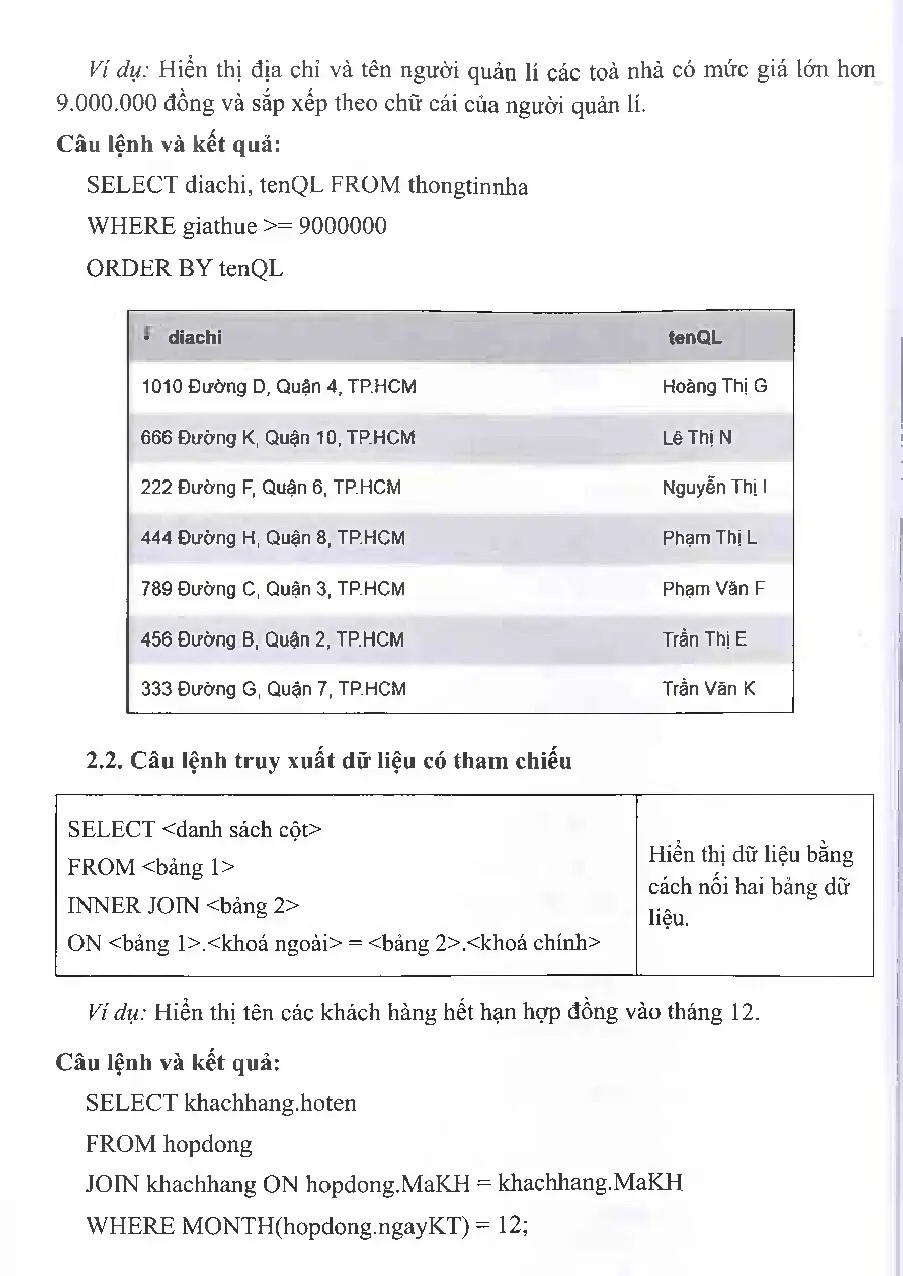 Ví dụ: Hiển thị địa chỉ và tên người quản lí các toà nhà có mức giá lớn hơn
9.000.000 đồng và sắp xếp theo chữ cái của người quản lí.
Câu lệnh và kết quả:
SELECT diachi, tenQL FROM thongtinnha
WHERE giathue >= 9000000
ORDER BY tenQL
diachi tenQL
1010 Đường D, Quận 4, TP.HCM Hoàng Thị G
666 Đường K, Quận 10, TP.HCM Lê Thị N
222 Đường F, Quận 6, TP.HCM Nguyễn Thị I
444 Đường H, Quận 8, TP.HCM Phạm Thị L
789 Đường C, Quận 3, TP.HCM Phạm Văn F
456 Đường B, Quận 2, TP.HCM Trần Thị E
333 Đường G, Quận 7, TP.HCM Trần Văn K
2.2. Câu lệnh truy xuất dữ liệu có tham chiếu
SELECT <danh sách cột>
FROM <bảng 1>
INNER JOIN <bảng 2>
ON <bảng 1>.<khoá ngoài> = <bảng 2>.<khoá chính>
Hiển thị dữ liệu bằng
cách nối hai bảng dữ
liệu.
Ví dụ: Hiển thị tên các khách hàng hết hạn hợp đồng vào tháng 12.
Câu lệnh và kết quả:
SELECT khachhang.hoten
FROM hopdong
JOIN khachhang ON hopdong.MaKH = khachhang.MaKH
WHERE MONTH(hopdong.ngayKT) = 12;